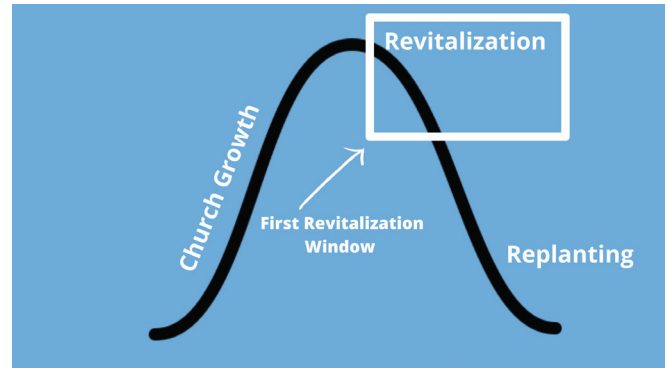 Revitalization
Church Growth
First Revitalization
Window
Replanting